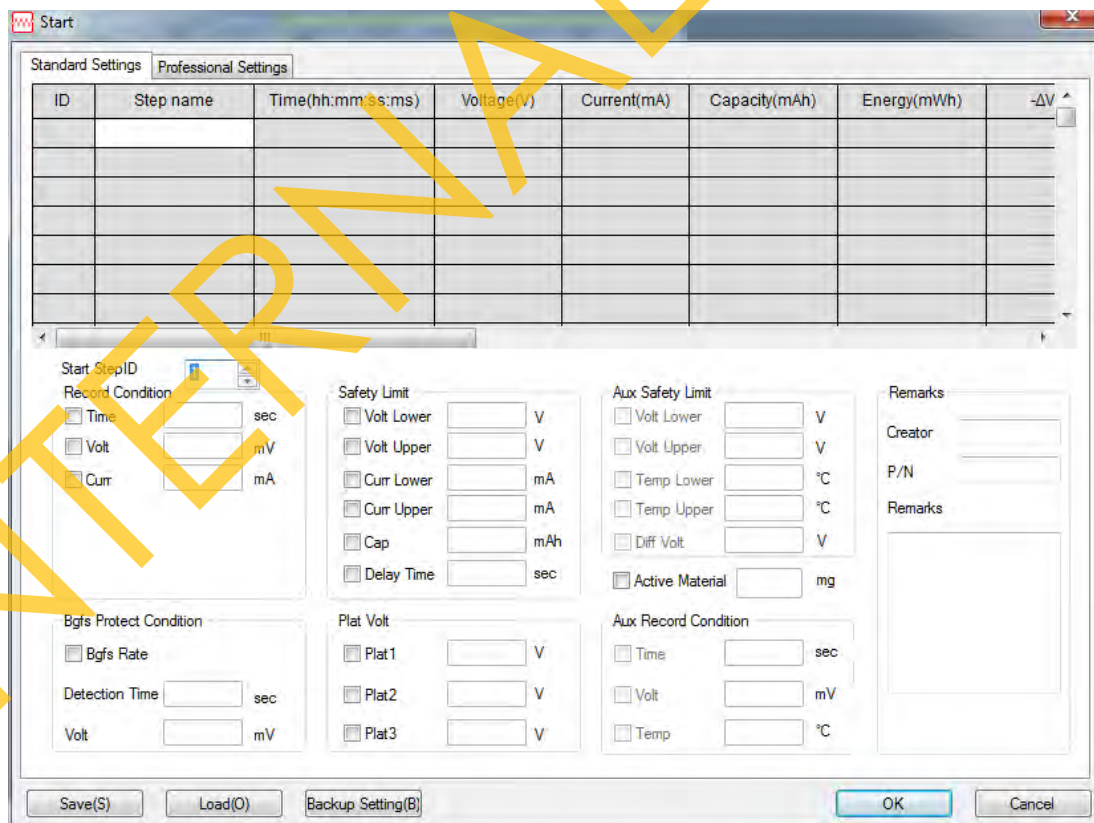 Start
Standard Settings Professional Settings
ID Step name Time(hh:mm:ss:ms) Voltage(V) Current(mA) Capacity(mAh) Energy(mWh) -ΔV
Start StepID 1
Record Condition Safety Limit Aux Safety Limit Remarks
Time sec Volt Lower V Volt Lower V
Creator
Volt mV Volt Upper V Volt Upper V
P/N
Curr mA Curr Lower mA Temp Lower °C
Curr Upper mA Temp Upper °C Remarks
Cap mAh Diff Volt V
Delay Time sec Active Material mg
Bgfs Protect Condition Plat Volt Aux Record Condition
Bgfs Rate Plat1 V Time sec
Detection Time sec Plat2 V Volt mV
Volt mV Plat3 V Temp °C
Save(S) Load(O) Backup Setting(B) OK Cancel
INTERNAL